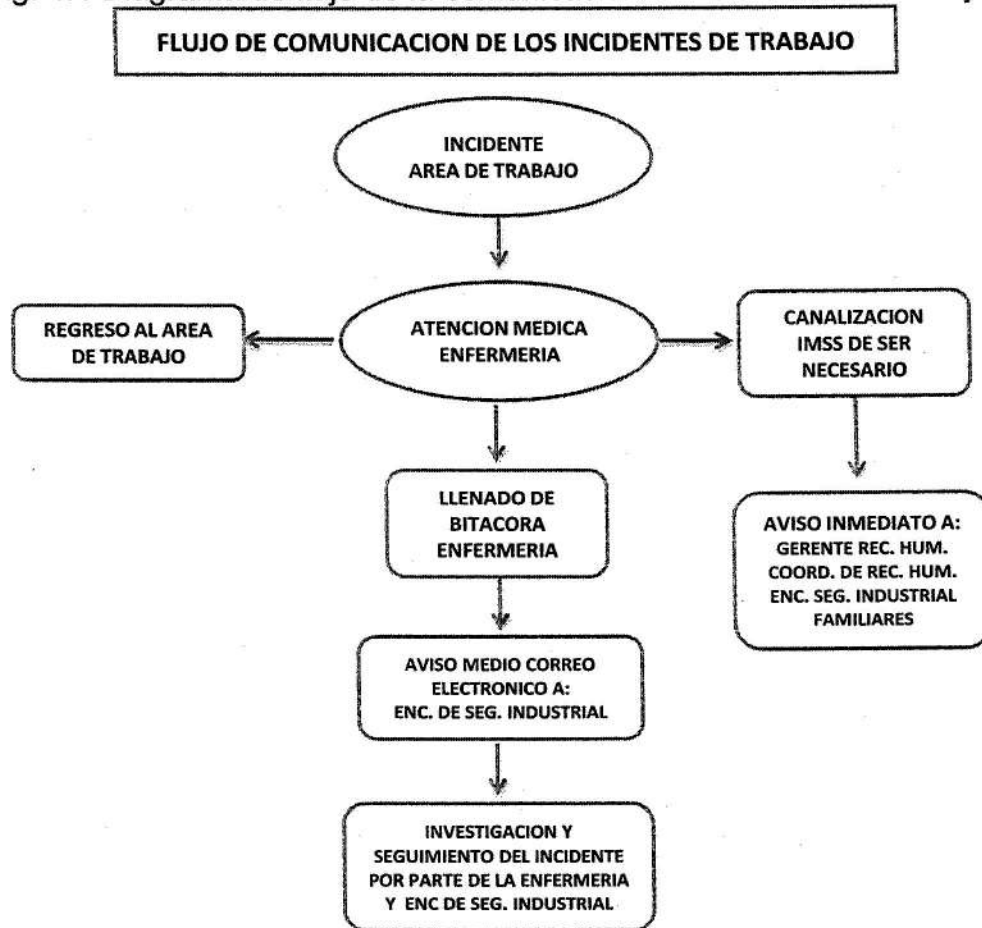 FLUJO DE COMUNICACION DE LOS INCIDENTES DE TRABAJO
INCIDENTE
AREA DE TRABAJO
REGRESO AL AREA
DE TRABAJO
ATENCION MEDICA
ENFERMERIA
CANALIZACION
IMSS DE SER
NECESARIO
LLENADO DE
BITACORA
ENFERMERIA
AVISO INMEDIATO A:
GERENTE REC. HUM.
COORD. DE REC. HUM.
ENC. SEG. INDUSTRIAL
FAMILIARES
AVISO MEDIO CORREO
ELECTRONICO A:
ENC. DE SEG. INDUSTRIAL
INVESTIGACION Y
SEGUIMIENTO DEL INCIDENTE
POR PARTE DE LA ENFERMERIA
Y ENC DE SEG. INDUSTRIAL